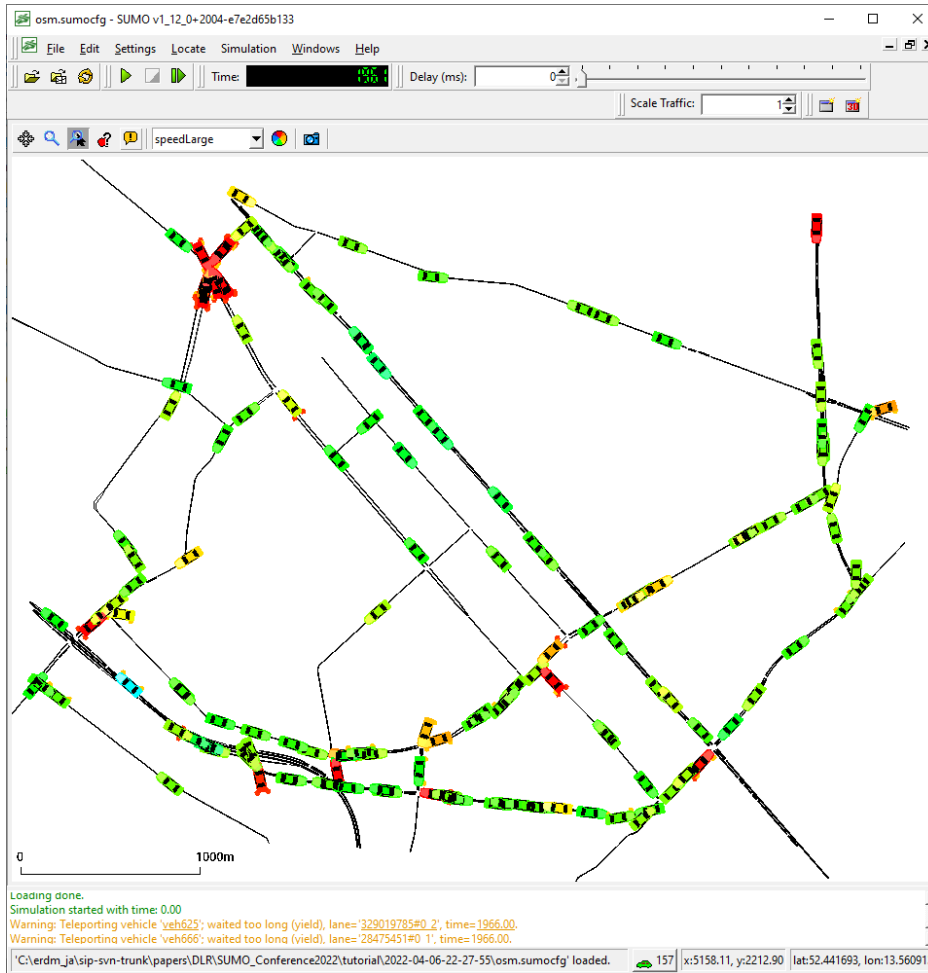 osm.sumocfg - SUMO v1_12_0+2004-e7e2d65b133
File Edit Settings Locate Simulation Windows Help
Time: 1961 Delay (ms): 0
Scale Traffic: 1
speedLarge
0 1000m
Loading done.
Simulation started with time: 0.00
Warning: Teleporting vehicle 'veh625'; waited too long (yield), lane='329019785#0_2', time=1966.00.
Warning: Teleporting vehicle 'veh666'; waited too long (yield), lane='28475451#0_1', time=1966.00.
'C:\erdm_ja\sip-svn-trunk\papers\DLR\SUMO_Conference2022\tutorial\2022-04-06-22-27-55\osm.sumocfg' loaded. 157 x:5158.11, y:2212.90 lat:52.441693, lon:13.56091